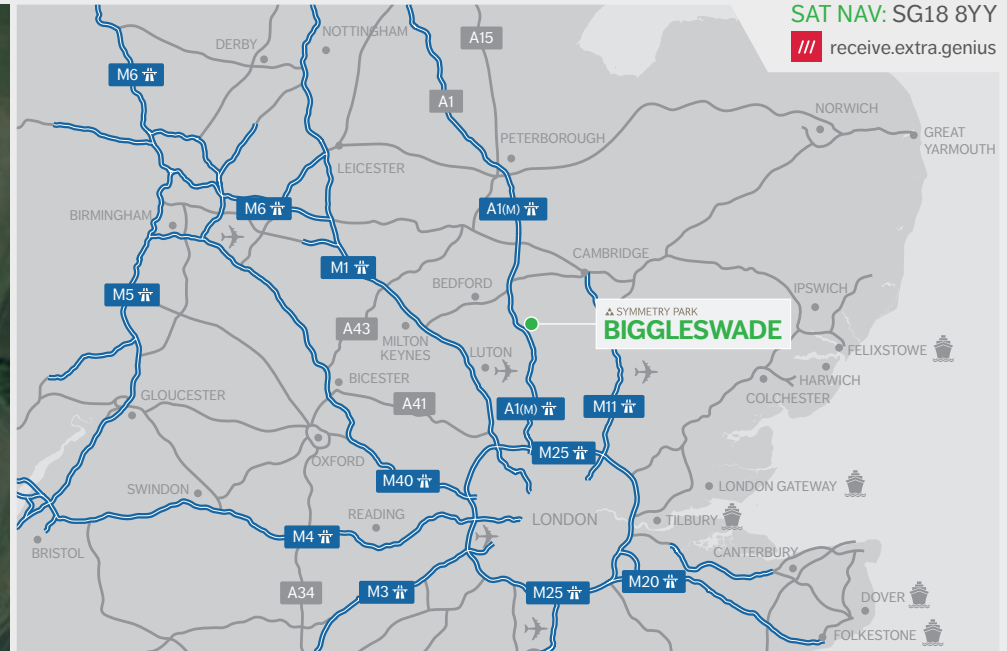 SAT NAV: SG18 8YY
receive.extra.genius
NOTTINGHAM
DERBY
A15
M6
A1
NORWICH
PETERBOROUGH
GREAT
YARMOUTH
LEICESTER
M6
A1(M)
BIRMINGHAM
CAMBRIDGE
M1
BEDFORD
IPSWICH
M5
SYMMETRY PARK
BIGGLESWADE
A43
MILTON
KEYNES
LUTON
FELIXSTOWE
BICESTER
HARWICH
GLOUCESTER
A41
A1(M)
M11
COLCHESTER
M25
OXFORD
M40
SWINDON
LONDON GATEWAY
READING
LONDON
TILBURY
M4
BRISTOL
CANTERBURY
A34
M3
M25
M20
DOVER
FOLKESTONE